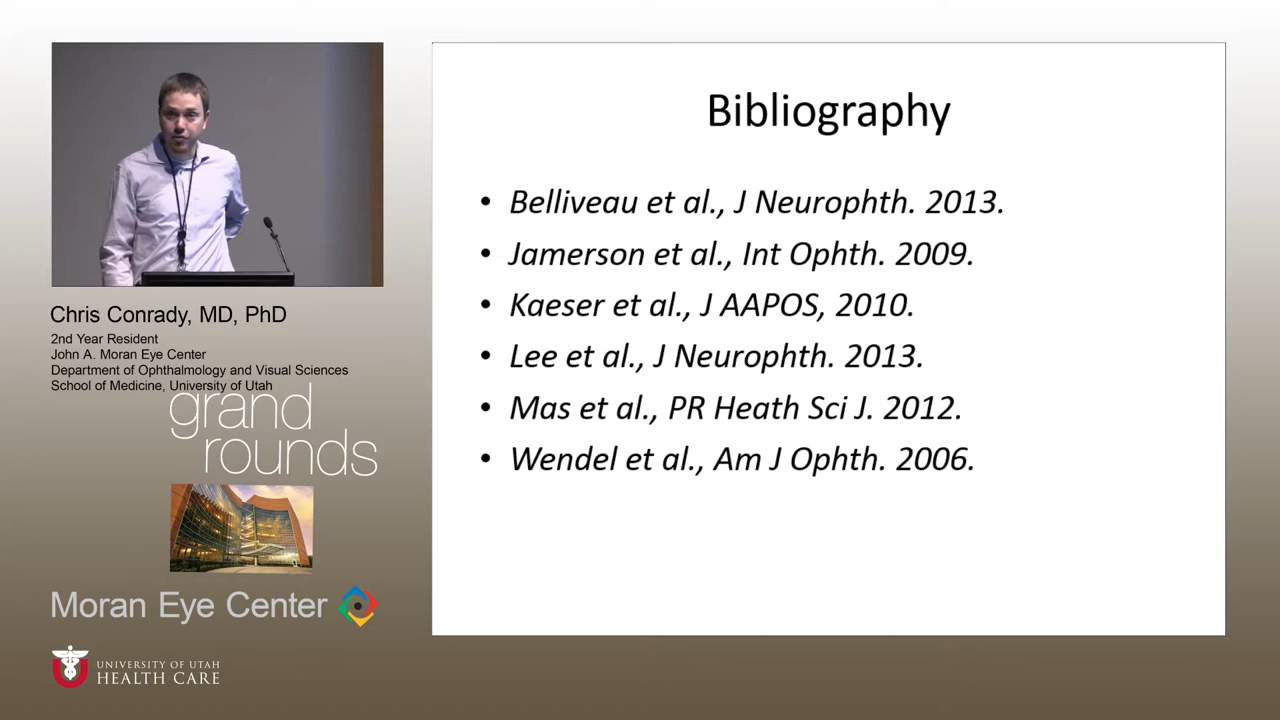 Bibliography
• Belliveau et al., J Neurophth. 2013.
• Jamerson et al., Int Ophth. 2009.
• Kaeser et al., J AAPOS, 2010.
• Lee et al., J Neurophth. 2013.
• Mas et al., PR Heath Sci J. 2012.
• Wendel et al., Am J Ophth. 2006.
Chris Conrady, MD, PhD
2nd Year Resident
John A. Moran Eye Center
Department of Ophthalmology and Visual Sciences
School of Medicine, University of Utah
grand
rounds
Moran Eye Center
U
UNIVERSITY OF UTAH
HEALTH CARE